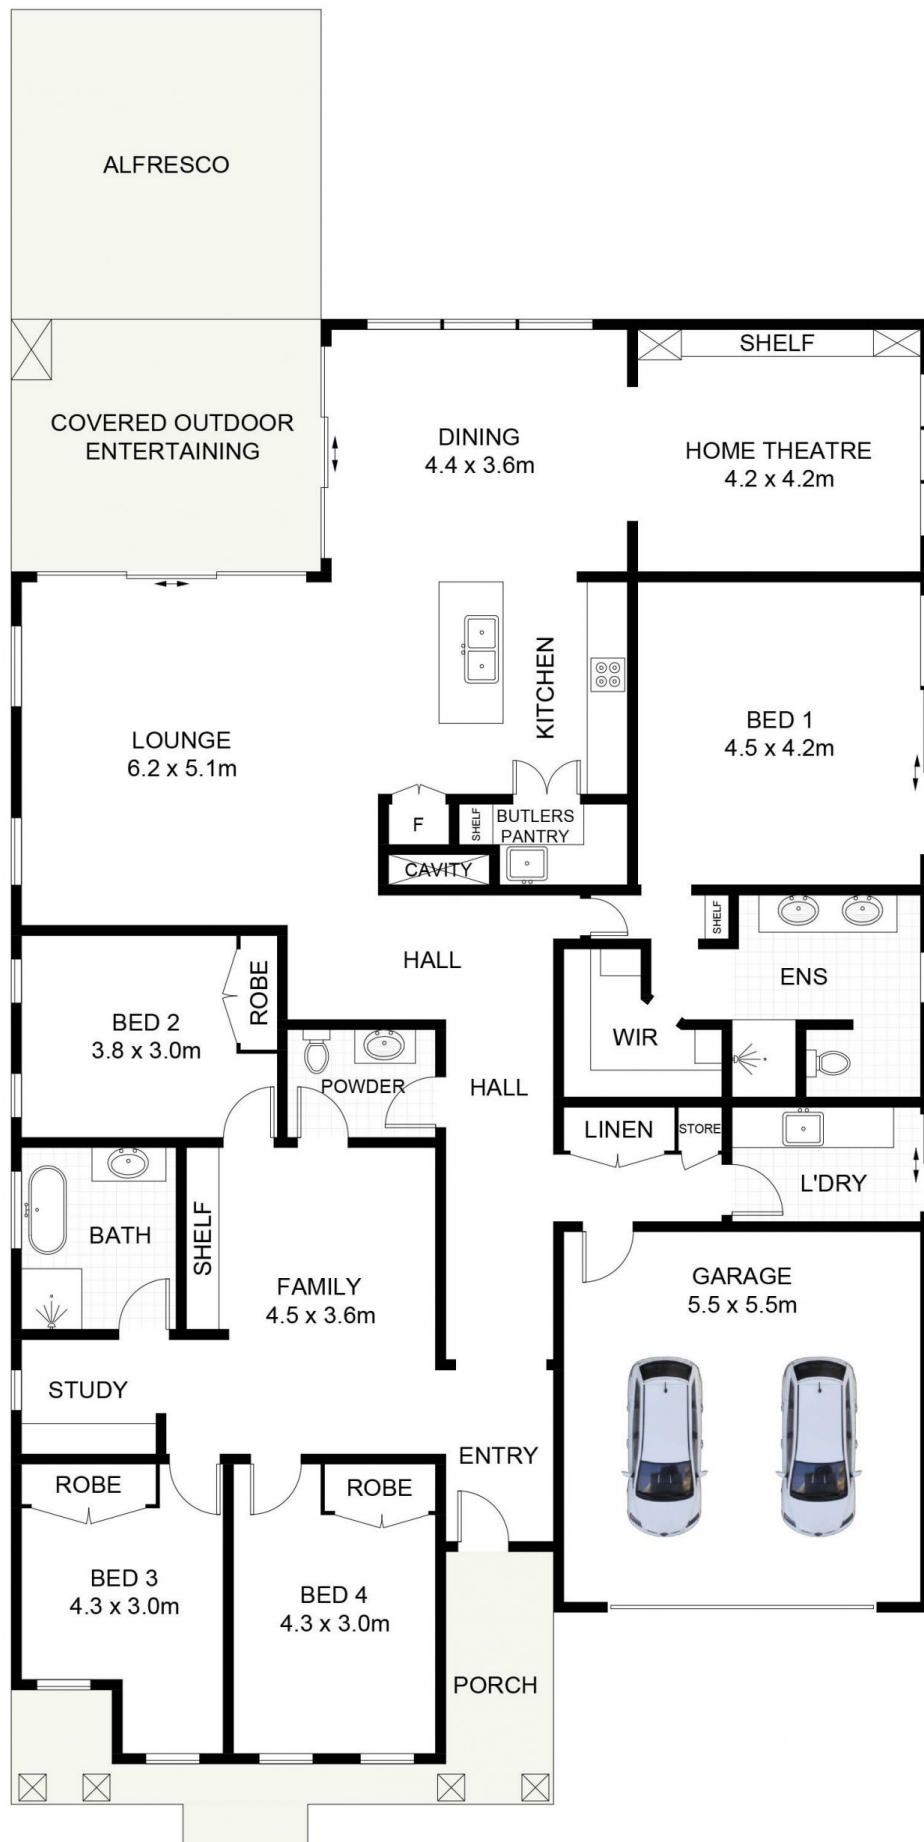 ALFRESCO
COVERED OUTDOOR
ENTERTAINING
DINING
4.4 x 3.6m
SHELF
HOME THEATRE
4.2 x 4.2m
KITCHEN
LOUNGE
6.2 x 5.1m
BED 1
4.5 x 4.2m
F
SHELF
BUTLERS
PANTRY
CAVITY
SHELF
HALL
ENS
ROBE
BED 2
3.8 x 3.0m
WIR
POWDER
HALL
LINEN
STORE
L'DRY
BATH
SHELF
FAMILY
4.5 x 3.6m
GARAGE
5.5 x 5.5m
STUDY
ENTRY
ROBE
ROBE
BED 3
4.3 x 3.0m
BED 4
4.3 x 3.0m
PORCH